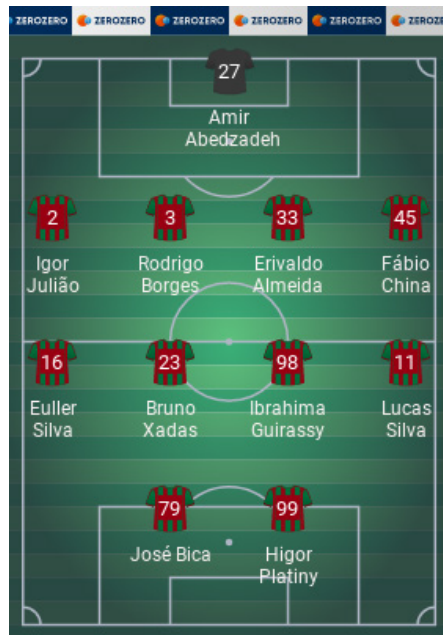 ZEROZERO ZEROZERO ZEROZERO ZEROZERO ZEROZERO ZEROZE
27
Amir
Abedzadeh
2 3 33 45
Igor Rodrigo Erivaldo Fábio
Julião Borges Almeida China
16 23 98 11
Euller Bruno Ibrahima Lucas
Silva Xadas Guirassy Silva
79 99
José Bica Higor
Platiny